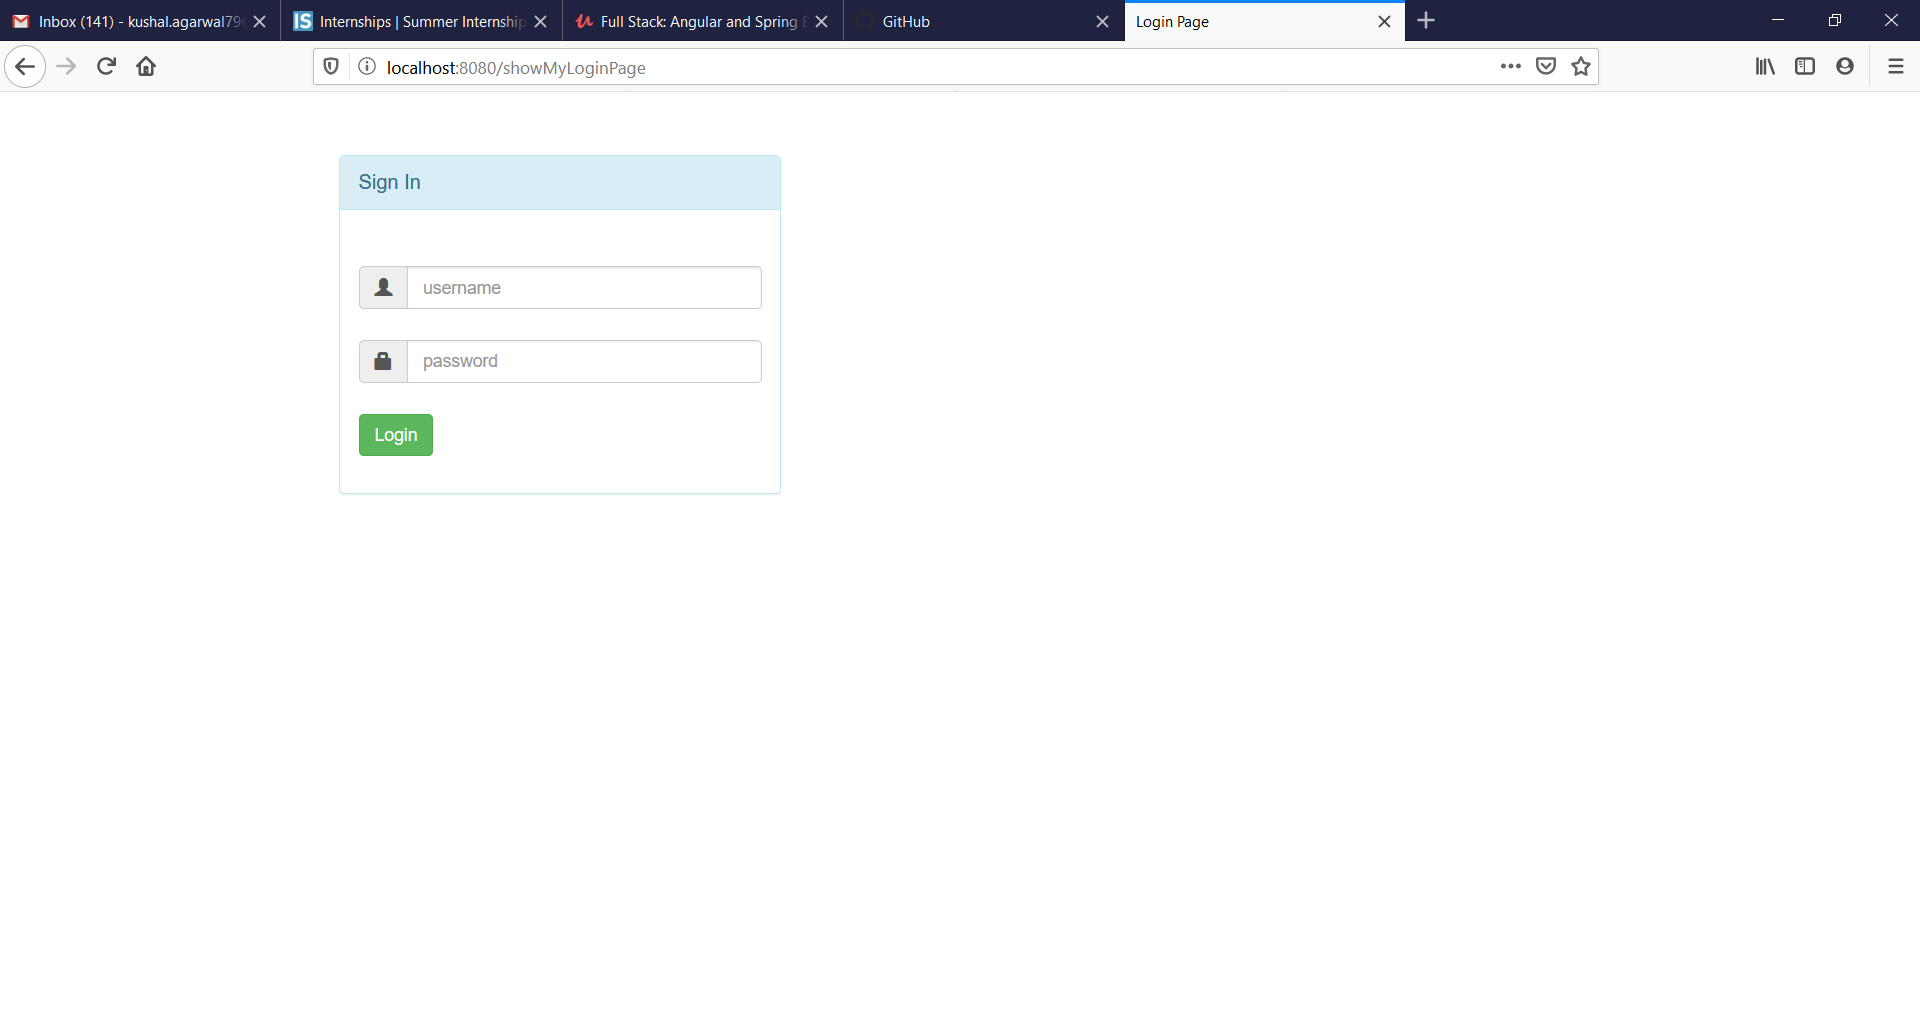 Inbox (141) - kushal.agarwal79
Internships | Summer Internship
Full Stack: Angular and Spring
GitHub
Login Page
localhost:8080/showMyLoginPage
Sign In
username
password
Login